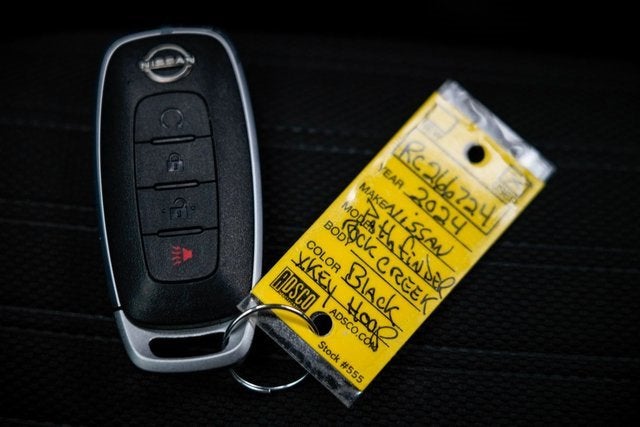 NISSAN
RC266724
YEAR 2024
MAKE NISSAN
MODEL Pathfinder
BODY ROCK CREEK
COLOR BLACK
ADSCO
ADSCO.COM
Stock #555